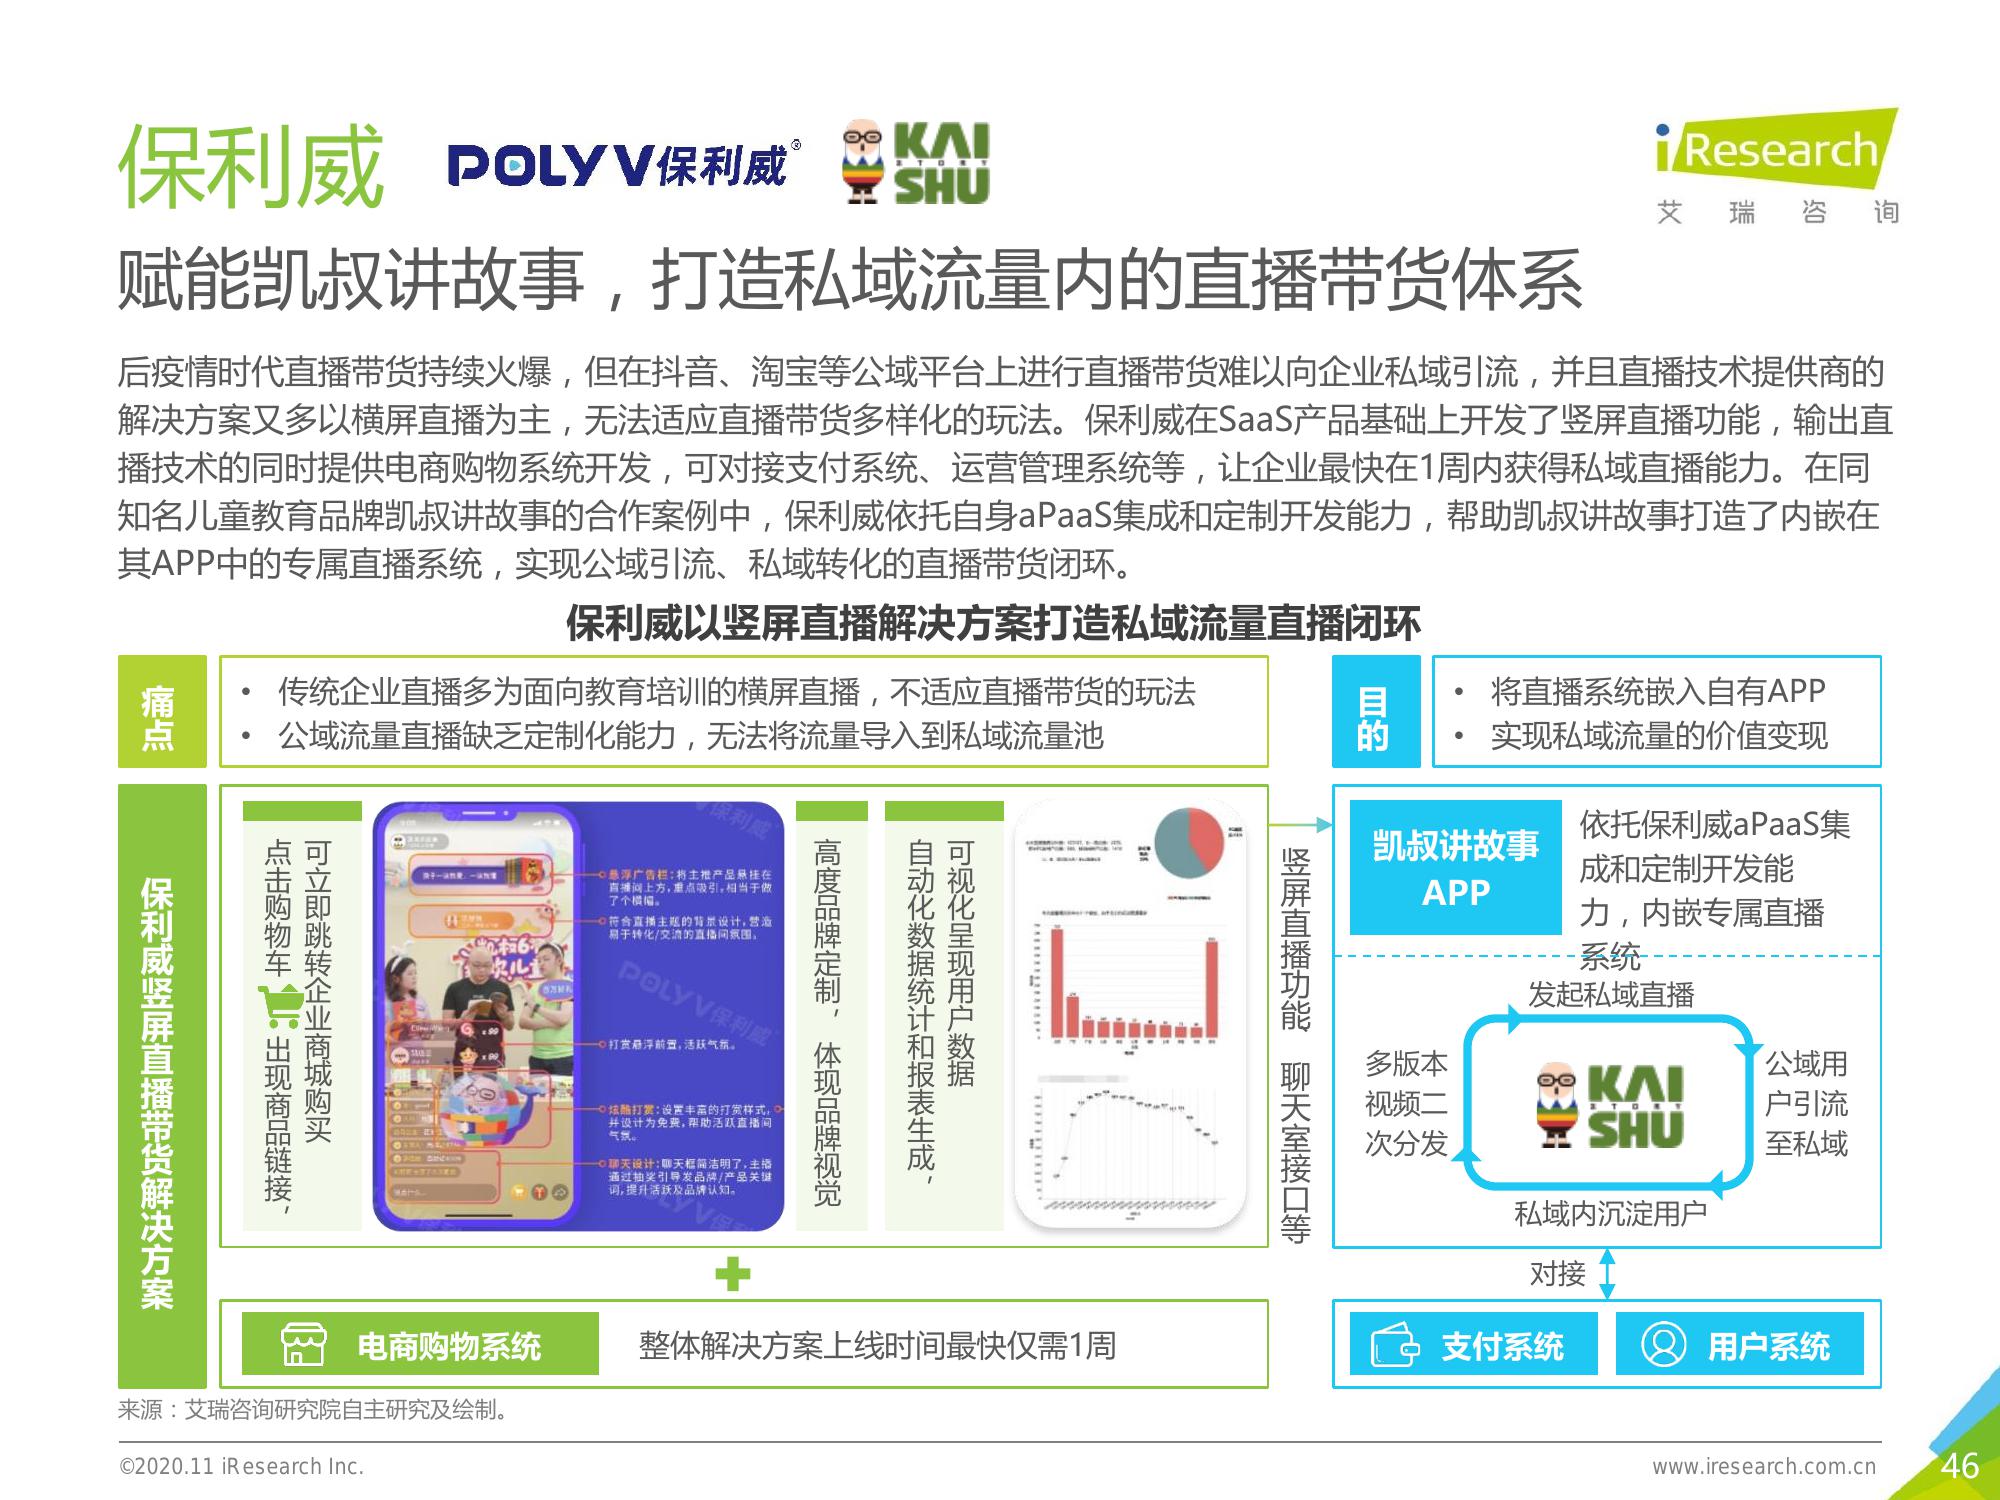 保利威
POLYV保利威®
KAI
STORY
SHU
iResearch
艾瑞咨询
赋能凯叔讲故事，打造私域流量内的直播带货体系
后疫情时代直播带货持续火爆，但在抖音、淘宝等公域平台上进行直播带货难以向企业私域引流，并且直播技术提供商的
解决方案又多以横屏直播为主，无法适应直播带货多样化的玩法。保利威在SaaS产品基础上开发了竖屏直播功能，输出直
播技术的同时提供电商购物系统开发，可对接支付系统、运营管理系统等，让企业最快在1周内获得私域直播能力。在同
知名儿童教育品牌凯叔讲故事的合作案例中，保利威依托自身aPaaS集成和定制开发能力，帮助凯叔讲故事打造了内嵌在
其APP中的专属直播系统，实现公域引流、私域转化的直播带货闭环。
保利威以竖屏直播解决方案打造私域流量直播闭环
痛点
• 传统企业直播多为面向教育培训的横屏直播，不适应直播带货的玩法
• 公域流量直播缺乏定制化能力，无法将流量导入到私域流量池
目的
• 将直播系统嵌入自有APP
• 实现私域流量的价值变现
保利威竖屏直播带货解决方案
点击购物车 出现商品链接，
可立即跳转企业商城购买
悬浮广告栏：将主推产品悬挂在
直播间上方，重点吸引，相当于做
了个横幅。
符合直播主题的背景设计，营造
易于转化/交流的直播间氛围。
打赏悬浮前置，活跃气氛。
炫酷打赏：设置丰富的打赏样式，
并设计为免费，帮助活跃直播间
气氛。
聊天设计：聊天框简洁明了，主播
通过抽奖引导发品牌/产品关键
词，提升活跃及品牌认知。
POLYV保利威
高度品牌定制，体现品牌视觉
自动化数据统计和报表生成，
可视化呈现用户数据
竖屏直播功能、聊天室接口等
凯叔讲故事
APP
依托保利威aPaaS集
成和定制开发能
力，内嵌专属直播
系统
发起私域直播
多版本
视频二
次分发
KAI
STORY
SHU
公域用
户引流
至私域
私域内沉淀用户
对接
电商购物系统
整体解决方案上线时间最快仅需1周
支付系统
用户系统
来源：艾瑞咨询研究院自主研究及绘制。
©2020.11 iResearch Inc.
www.iresearch.com.cn
46